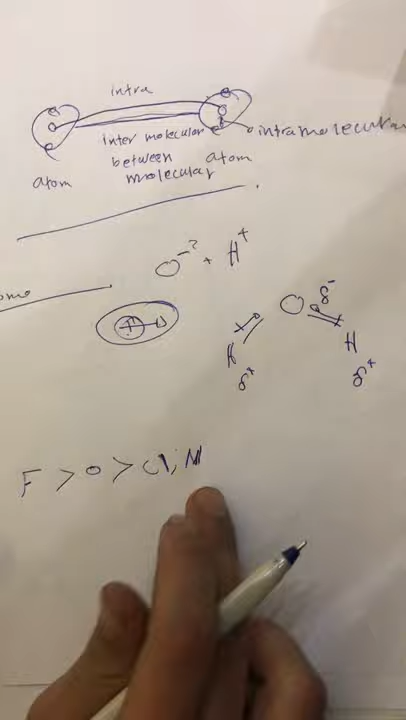 intra
inter molecular intramolecular
between atom
atom molecular
O⁻² + H⁺
O δ⁻
H H
δ⁺ δ⁺
F > O > Cl, N